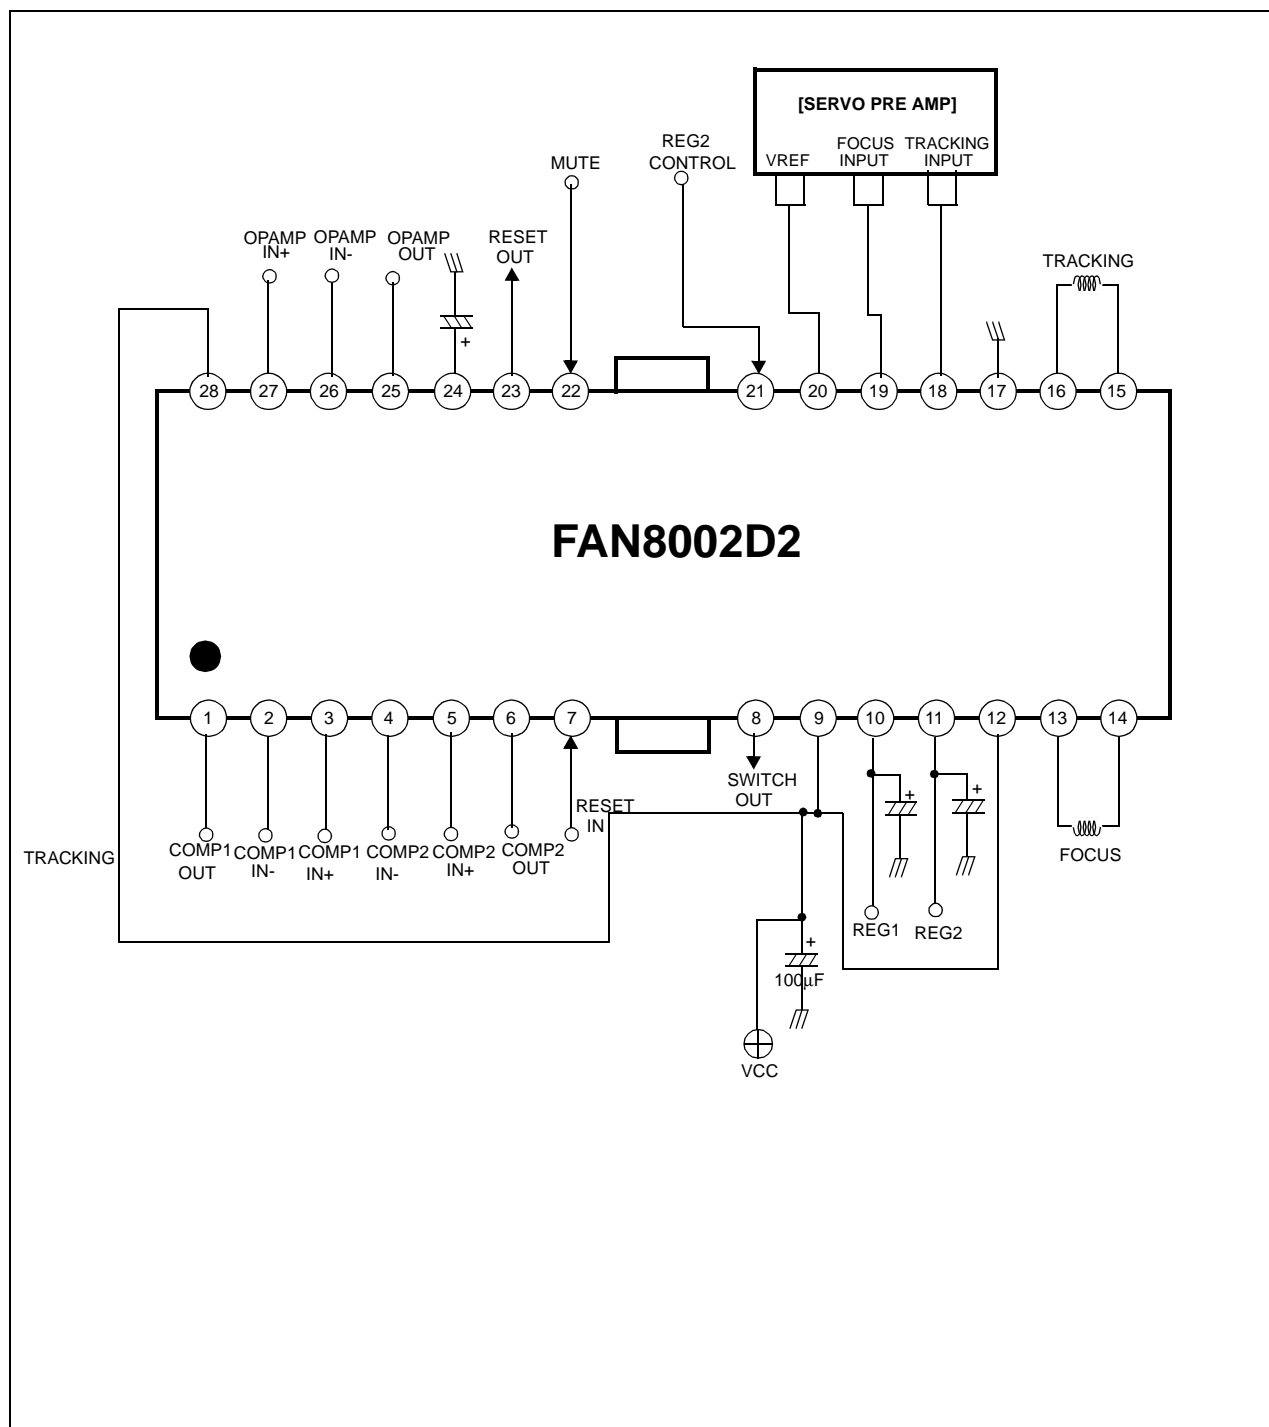 [SERVO PRE AMP]
VREF
FOCUS
INPUT
TRACKING
INPUT
REG2
CONTROL
MUTE
OPAMP
IN+
OPAMP
IN-
OPAMP
OUT
RESET
OUT
+
TRACKING
28
27
26
25
24
23
22
21
20
19
18
17
16
15
FAN8002D2
1
2
3
4
5
6
7
8
9
10
11
12
13
14
SWITCH
OUT
RESET
IN
+
+
TRACKING
COMP1
OUT
COMP1
IN-
COMP1
IN+
COMP2
IN-
COMP2
IN+
COMP2
OUT
FOCUS
REG1
REG2
+
100µF
VCC